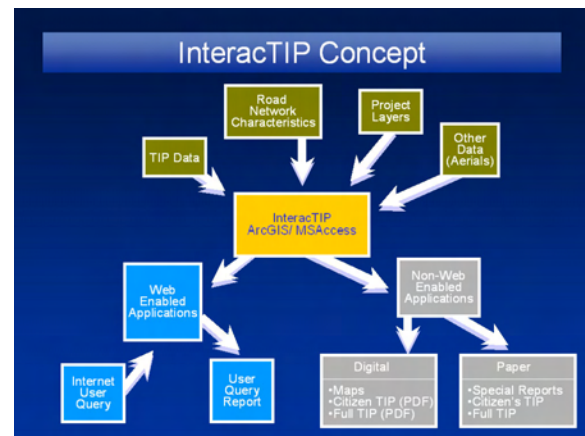 InteracTIP Concept
Road
Network
Characteristics
Project
Layers
Other
Data
(Aerials)
TIP Data
InteracTIP
ArcGIS/ MSAccess
Web
Enabled
Applications
Non-Web
Enabled
Applications
Internet
User
Query
User
Query
Report
Digital
•Maps
•Citizen TIP (PDF)
•Full TIP (PDF)
Paper
•Special Reports
•Citizen's TIP
•Full TIP